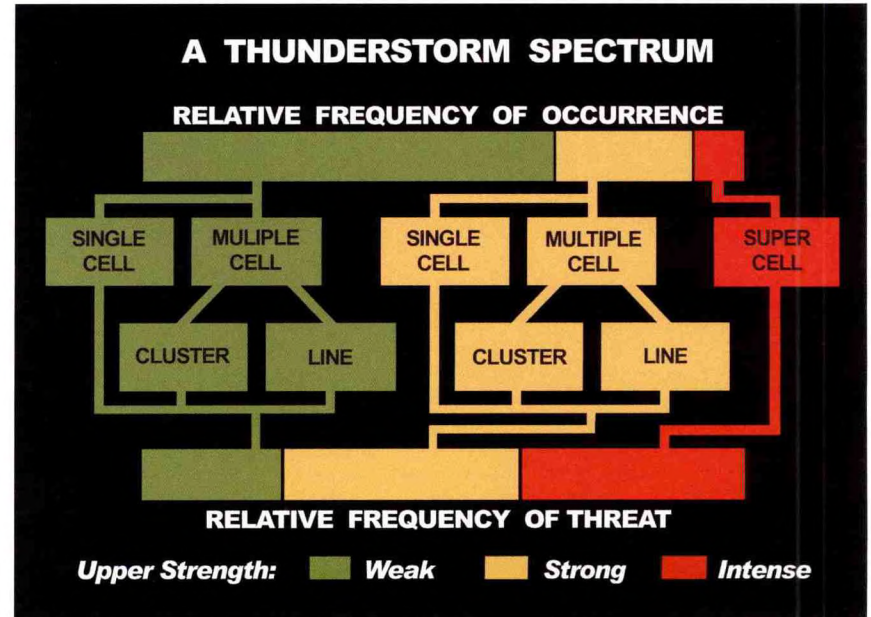 A THUNDERSTORM SPECTRUM
RELATIVE FREQUENCY OF OCCURRENCE
SINGLE
CELL
MULIPLE
CELL
SINGLE
CELL
MULTIPLE
CELL
SUPER
CELL
CLUSTER
LINE
CLUSTER
LINE
RELATIVE FREQUENCY OF THREAT
Upper Strength: Weak Strong Intense